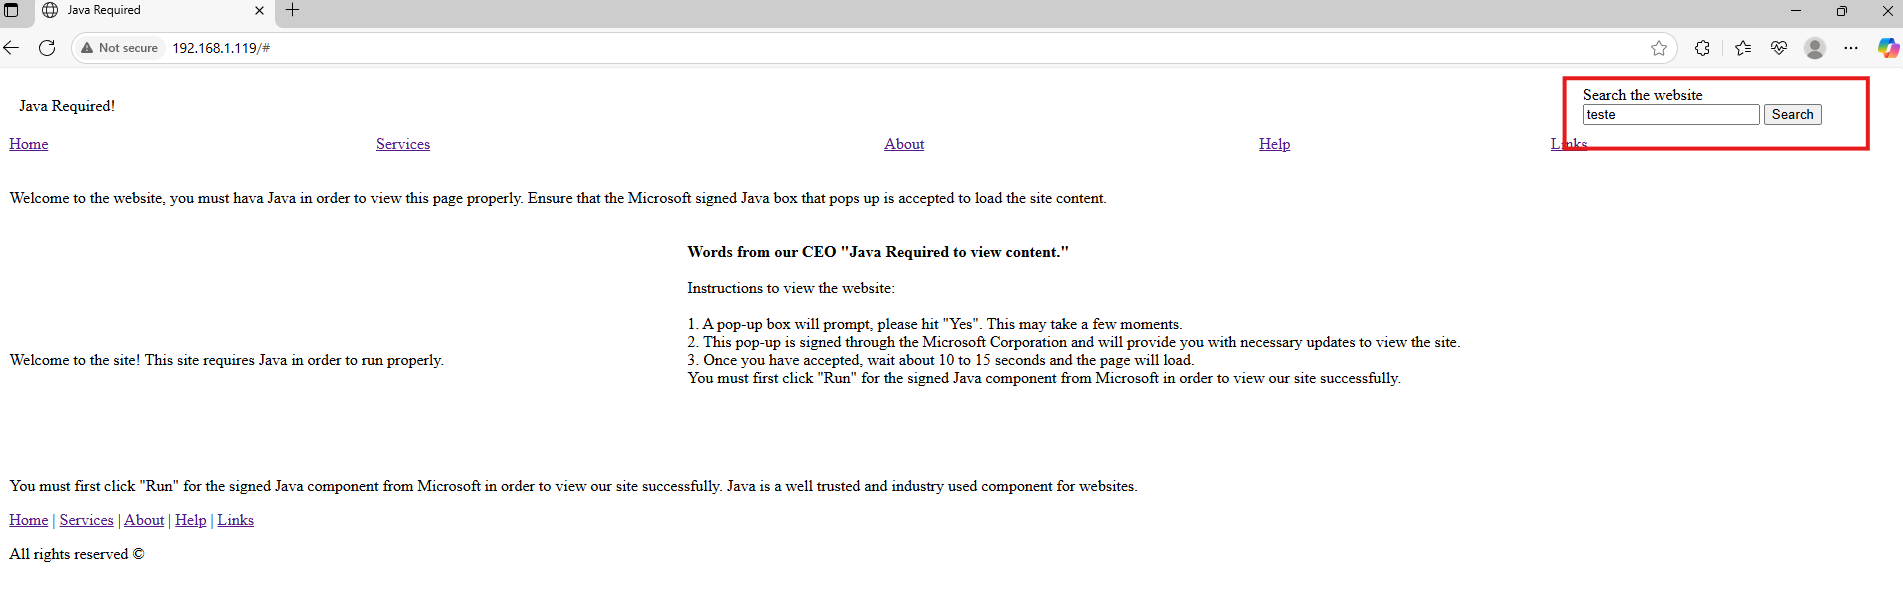 Java Required
Not secure 192.168.1.119/#
Java Required!
Search the website
teste Search
Home Services About Help Links
Welcome to the website, you must hava Java in order to view this page properly. Ensure that the Microsoft signed Java box that pops up is accepted to load the site content.
Words from our CEO "Java Required to view content."
Instructions to view the website:
1. A pop-up box will prompt, please hit "Yes". This may take a few moments.
2. This pop-up is signed through the Microsoft Corporation and will provide you with necessary updates to view the site.
3. Once you have accepted, wait about 10 to 15 seconds and the page will load.
You must first click "Run" for the signed Java component from Microsoft in order to view our site successfully.
Welcome to the site! This site requires Java in order to run properly.
You must first click "Run" for the signed Java component from Microsoft in order to view our site successfully. Java is a well trusted and industry used component for websites.
Home | Services | About | Help | Links
All rights reserved ©